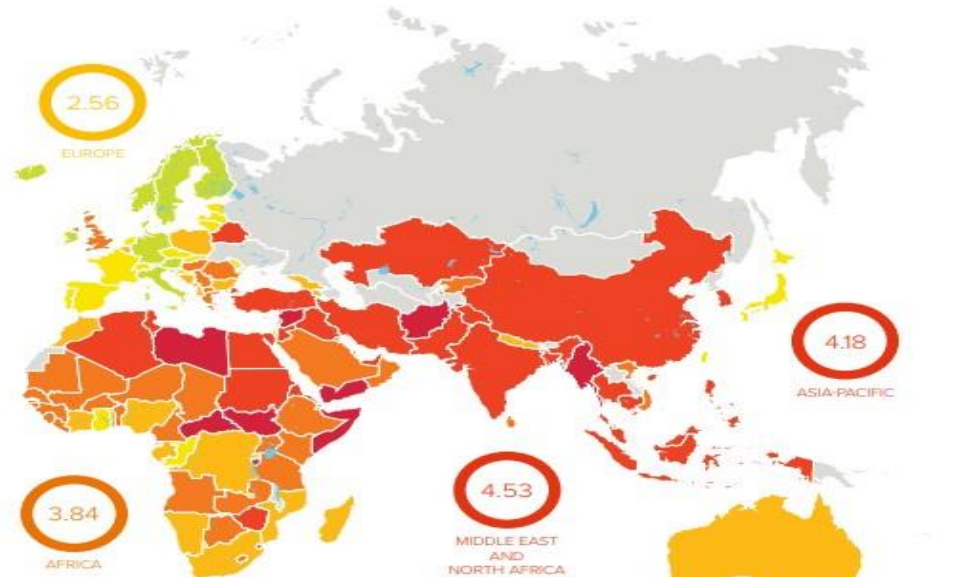 2.56
EUROPE
4.18
ASIA-PACIFIC
4.53
MIDDLE EAST
AND
NORTH AFRICA
3.84
AFRICA